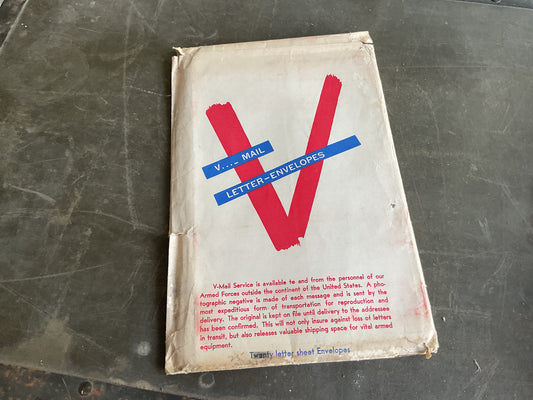 V...- MAIL
LETTER-ENVELOPES
V-Mail Service is available to and from the personnel of our
Armed Forces outside the continent of the United States. A pho-
tographic negative is made of each message and is sent by the
most expeditious form of transportation for reproduction and
delivery. The original is kept on file until delivery to the addressee
has been confirmed. This will not only insure against loss of letters
in transit, but also releases valuable shipping space for vital armed
equipment.
Twenty letter sheet Envelopes